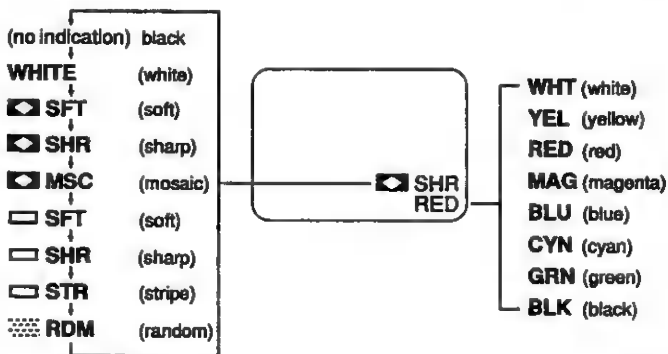 (no indication) black
WHITE (white)
SFT (soft)
SHR (sharp)
MSC (mosaic)
SFT (soft)
SHR (sharp)
STR (stripe)
RDM (random)
SHR
RED
WHT (white)
YEL (yellow)
RED (red)
MAG (magenta)
BLU (blue)
CYN (cyan)
GRN (green)
BLK (black)